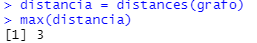 > distancia = distances(grafo)
> max(distancia)
[1] 3